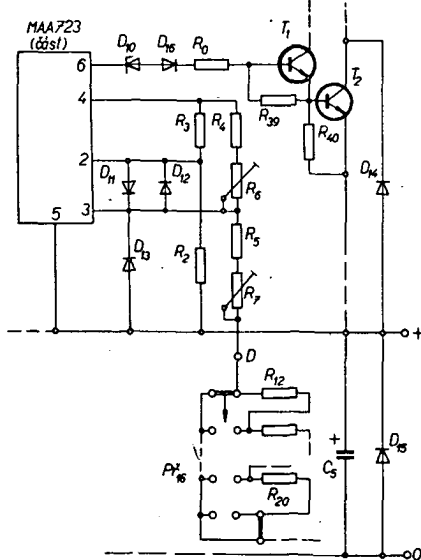 MAA723
(část)
D10 D16 R0 T1
6
T2
4
R39
R3 R4
R40
2
D11 D12 R6 D14
3
5
D13 R2 R5
R7
+
D
R12
Př16 + C5 D15
R20
0